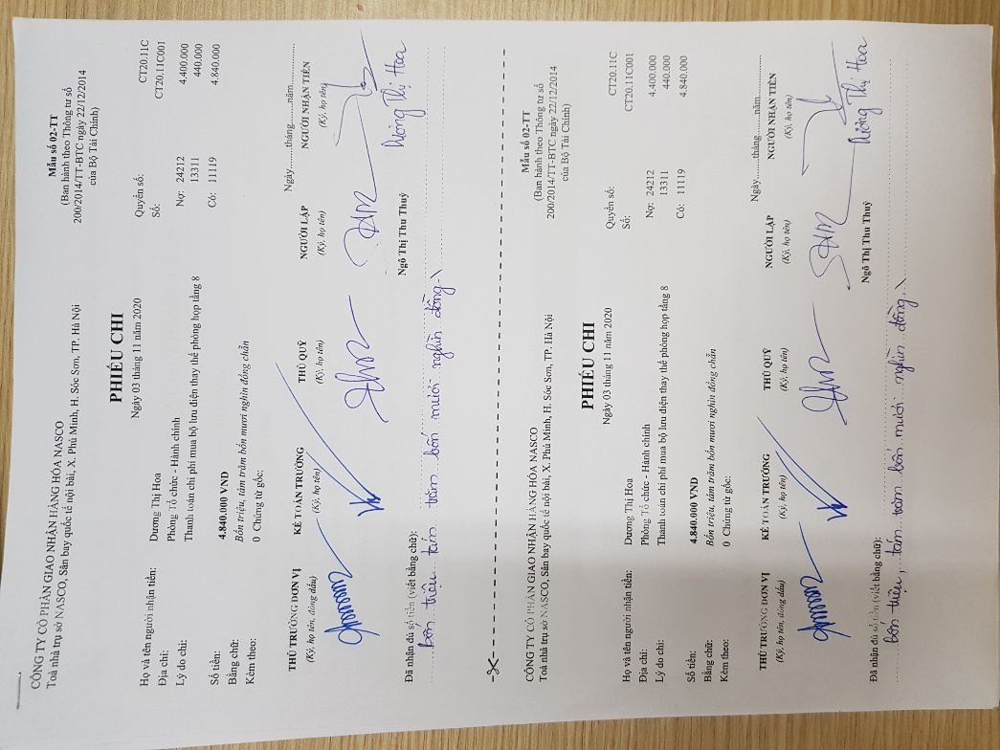 CÔNG TY CỔ PHẦN GIAO NHẬN HÀNG HÓA NASCO
Toà nhà trụ sở NASCO, Sân bay quốc tế nội bài, X. Phú Minh, H. Sóc Sơn, TP. Hà Nội
Mẫu số 02-TT
(Ban hành theo Thông tư số
200/2014/TT-BTC ngày 22/12/2014
của Bộ Tài Chính)
PHIẾU CHI
Ngày 03 tháng 11 năm 2020
Quyển số: CT20.11C
Số: CT20.11C001
Nợ: 24212 4.400.000
13311 440.000
Có: 11119 4.840.000
Họ và tên người nhận tiền: Dương Thị Hoa
Địa chỉ: Phòng Tổ chức - Hành chính
Lý do chi: Thanh toán chi phí mua bộ lưu điện thay thế phòng họp tầng 8
Số tiền: 4.840.000 VND
Bằng chữ: Bốn triệu, tám trăm bốn mươi nghìn đồng chẵn
Kèm theo: 0 Chứng từ gốc:
Ngày.........tháng.........năm.............
THỦ TRƯỞNG ĐƠN VỊ KẾ TOÁN TRƯỞNG THỦ QUỸ NGƯỜI LẬP NGƯỜI NHẬN TIỀN
(Ký, họ tên, đóng dấu) (Ký, họ tên) (Ký, họ tên) (Ký, họ tên) (Ký, họ tên)
Ngô Thị Thu Thuỷ Dương Thị Hoa
Đã nhận đủ số tiền (viết bằng chữ):
bốn triệu tám trăm bốn mươi nghìn đồng
CÔNG TY CỔ PHẦN GIAO NHẬN HÀNG HÓA NASCO
Toà nhà trụ sở NASCO, Sân bay quốc tế nội bài, X. Phú Minh, H. Sóc Sơn, TP. Hà Nội
Mẫu số 02-TT
(Ban hành theo Thông tư số
200/2014/TT-BTC ngày 22/12/2014
của Bộ Tài Chính)
PHIẾU CHI
Ngày 03 tháng 11 năm 2020
Quyển số: CT20.11C
Số: CT20.11C001
Nợ: 24212 4.400.000
13311 440.000
Có: 11119 4.840.000
Họ và tên người nhận tiền: Dương Thị Hoa
Địa chỉ: Phòng Tổ chức - Hành chính
Lý do chi: Thanh toán chi phí mua bộ lưu điện thay thế phòng họp tầng 8
Số tiền: 4.840.000 VND
Bằng chữ: Bốn triệu, tám trăm bốn mươi nghìn đồng chẵn
Kèm theo: 0 Chứng từ gốc:
Ngày.........tháng.........năm.............
THỦ TRƯỞNG ĐƠN VỊ KẾ TOÁN TRƯỞNG THỦ QUỸ NGƯỜI LẬP NGƯỜI NHẬN TIỀN
(Ký, họ tên, đóng dấu) (Ký, họ tên) (Ký, họ tên) (Ký, họ tên) (Ký, họ tên)
Ngô Thị Thu Thuỷ Dương Thị Hoa
Đã nhận đủ số tiền (viết bằng chữ):
bốn triệu, tám trăm bốn mươi nghìn đồng.